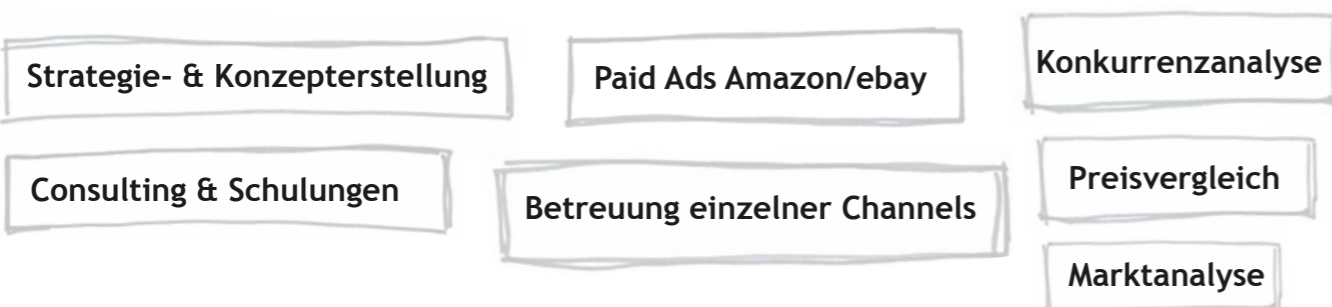 Strategie- & Konzepterstellung
Paid Ads Amazon/ebay
Konkurrenzanalyse
Consulting & Schulungen
Betreuung einzelner Channels
Preisvergleich
Marktanalyse